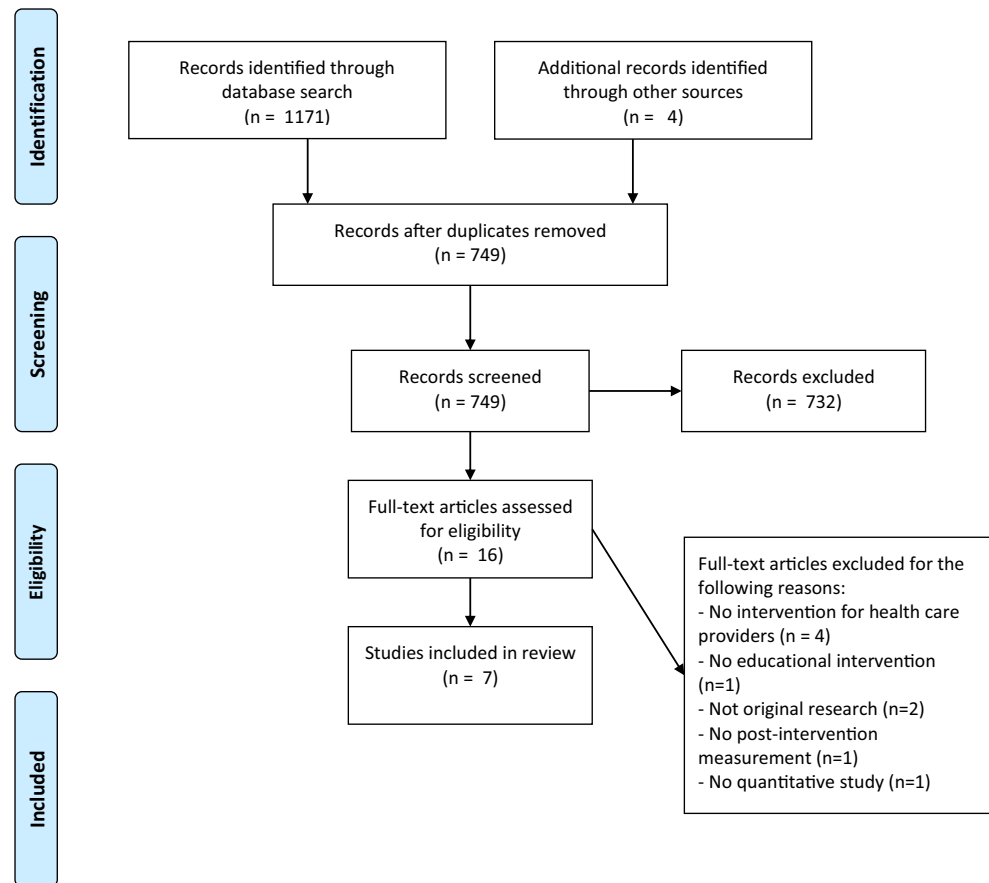 Identification
Records identified through
database search
(n = 1171)
Additional records identified
through other sources
(n = 4)
Records after duplicates removed
(n = 749)
Screening
Records screened
(n = 749)
Records excluded
(n = 732)
Eligibility
Full-text articles assessed
for eligibility
(n = 16)
Full-text articles excluded for the
following reasons:
- No intervention for health care
providers (n = 4)
- No educational intervention
(n=1)
- Not original research (n=2)
- No post-intervention
measurement (n=1)
- No quantitative study (n=1)
Studies included in review
(n = 7)
Included